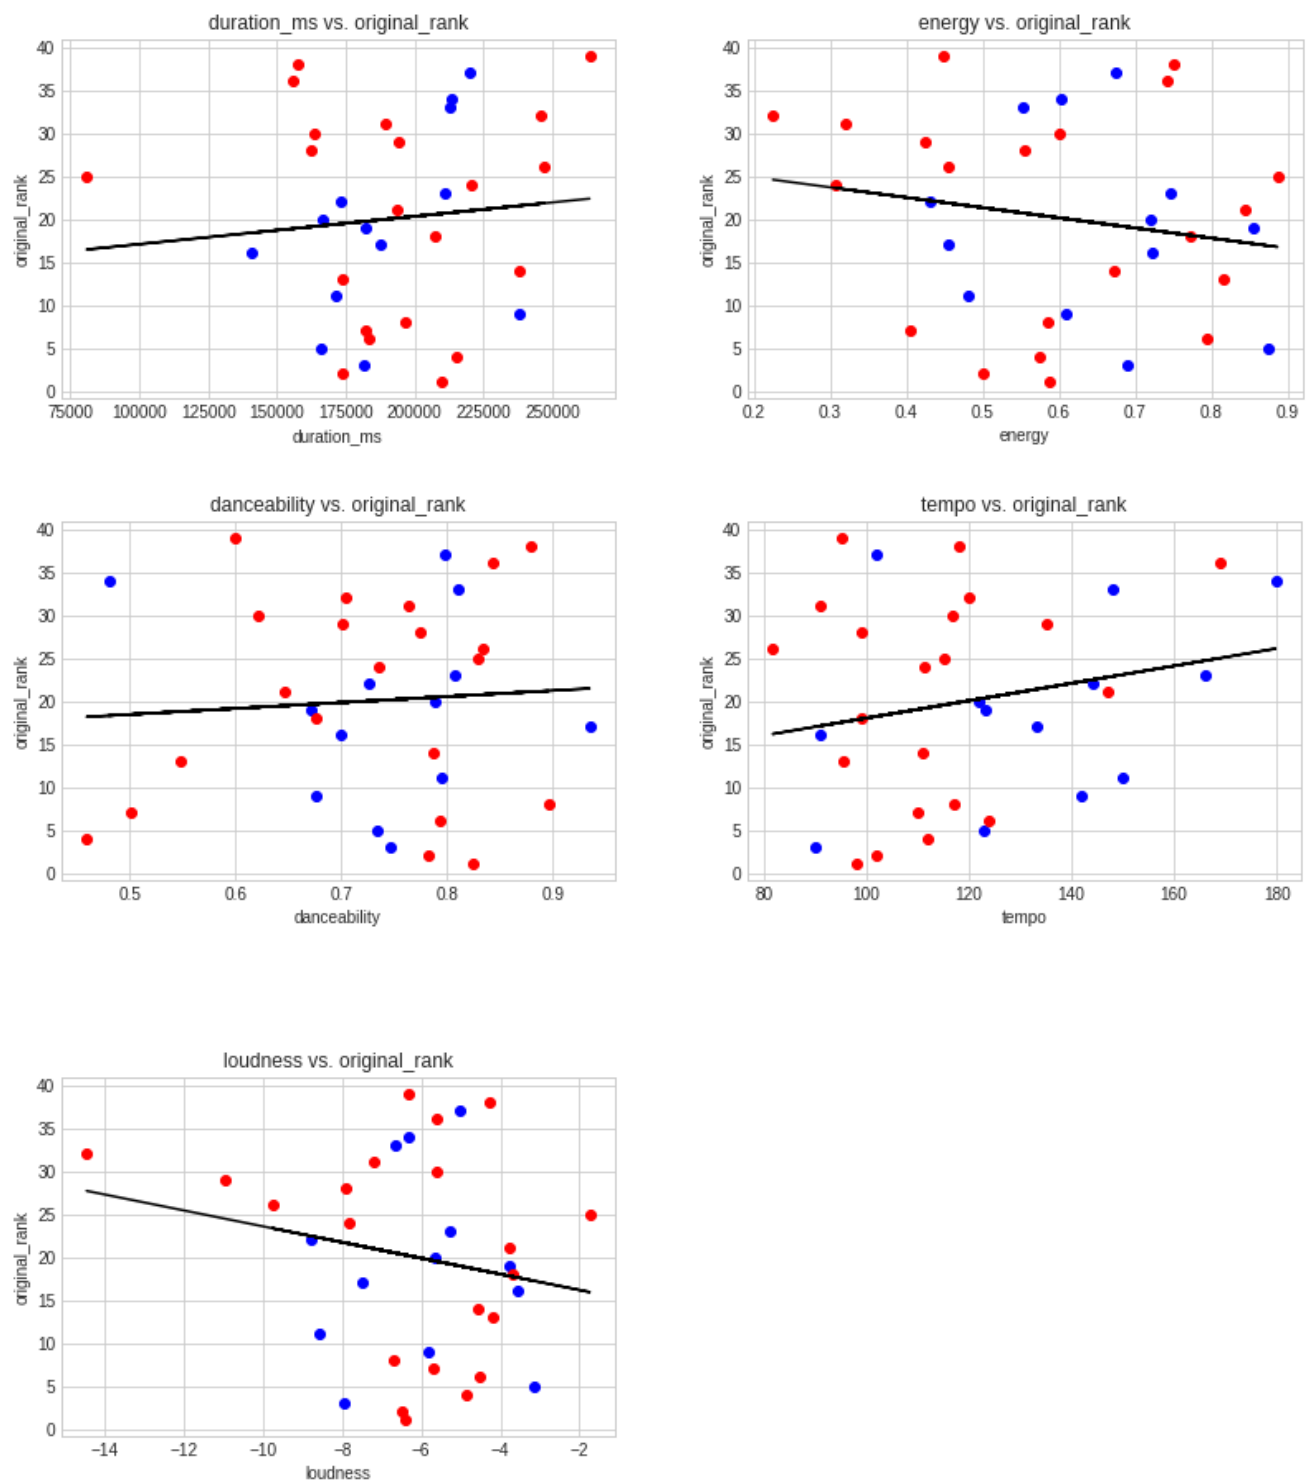 duration_ms vs. original_rank
40
35
30
25
20
15
10
5
0
original_rank
75000 100000 125000 150000 175000 200000 225000 250000
duration_ms
energy vs. original_rank
40
35
30
25
20
15
10
5
0
original_rank
0.2 0.3 0.4 0.5 0.6 0.7 0.8 0.9
energy
danceability vs. original_rank
40
35
30
25
20
15
10
5
0
original_rank
0.5 0.6 0.7 0.8 0.9
danceability
tempo vs. original_rank
40
35
30
25
20
15
10
5
0
original_rank
80 100 120 140 160 180
tempo
loudness vs. original_rank
40
35
30
25
20
15
10
5
0
original_rank
−14 −12 −10 −8 −6 −4 −2
loudness